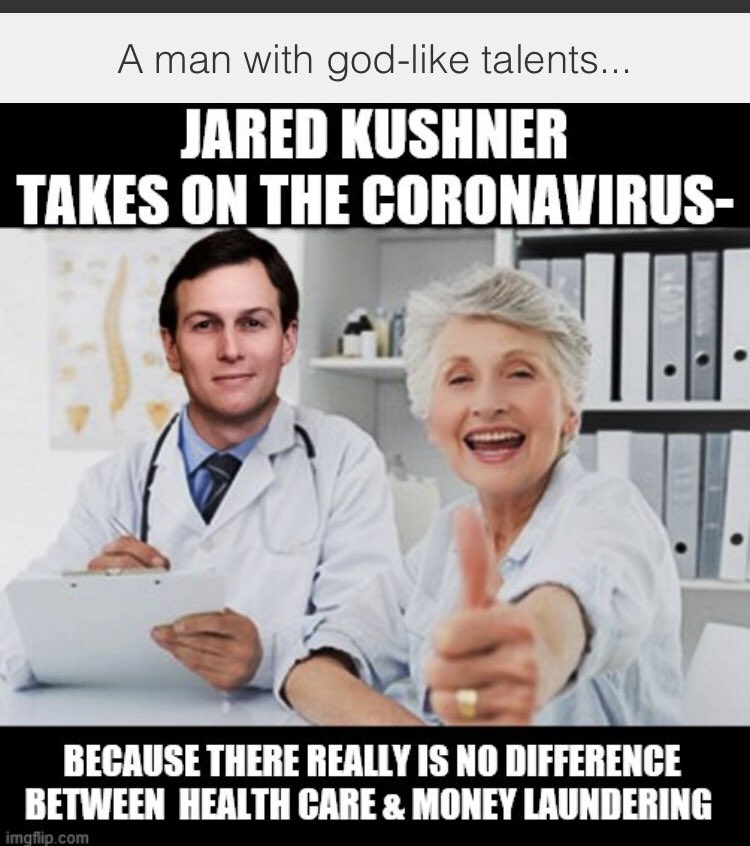 A man with god-like talents...
JARED KUSHNER
TAKES ON THE CORONAVIRUS-
BECAUSE THERE REALLY IS NO DIFFERENCE
BETWEEN HEALTH CARE & MONEY LAUNDERING
imgflip.com